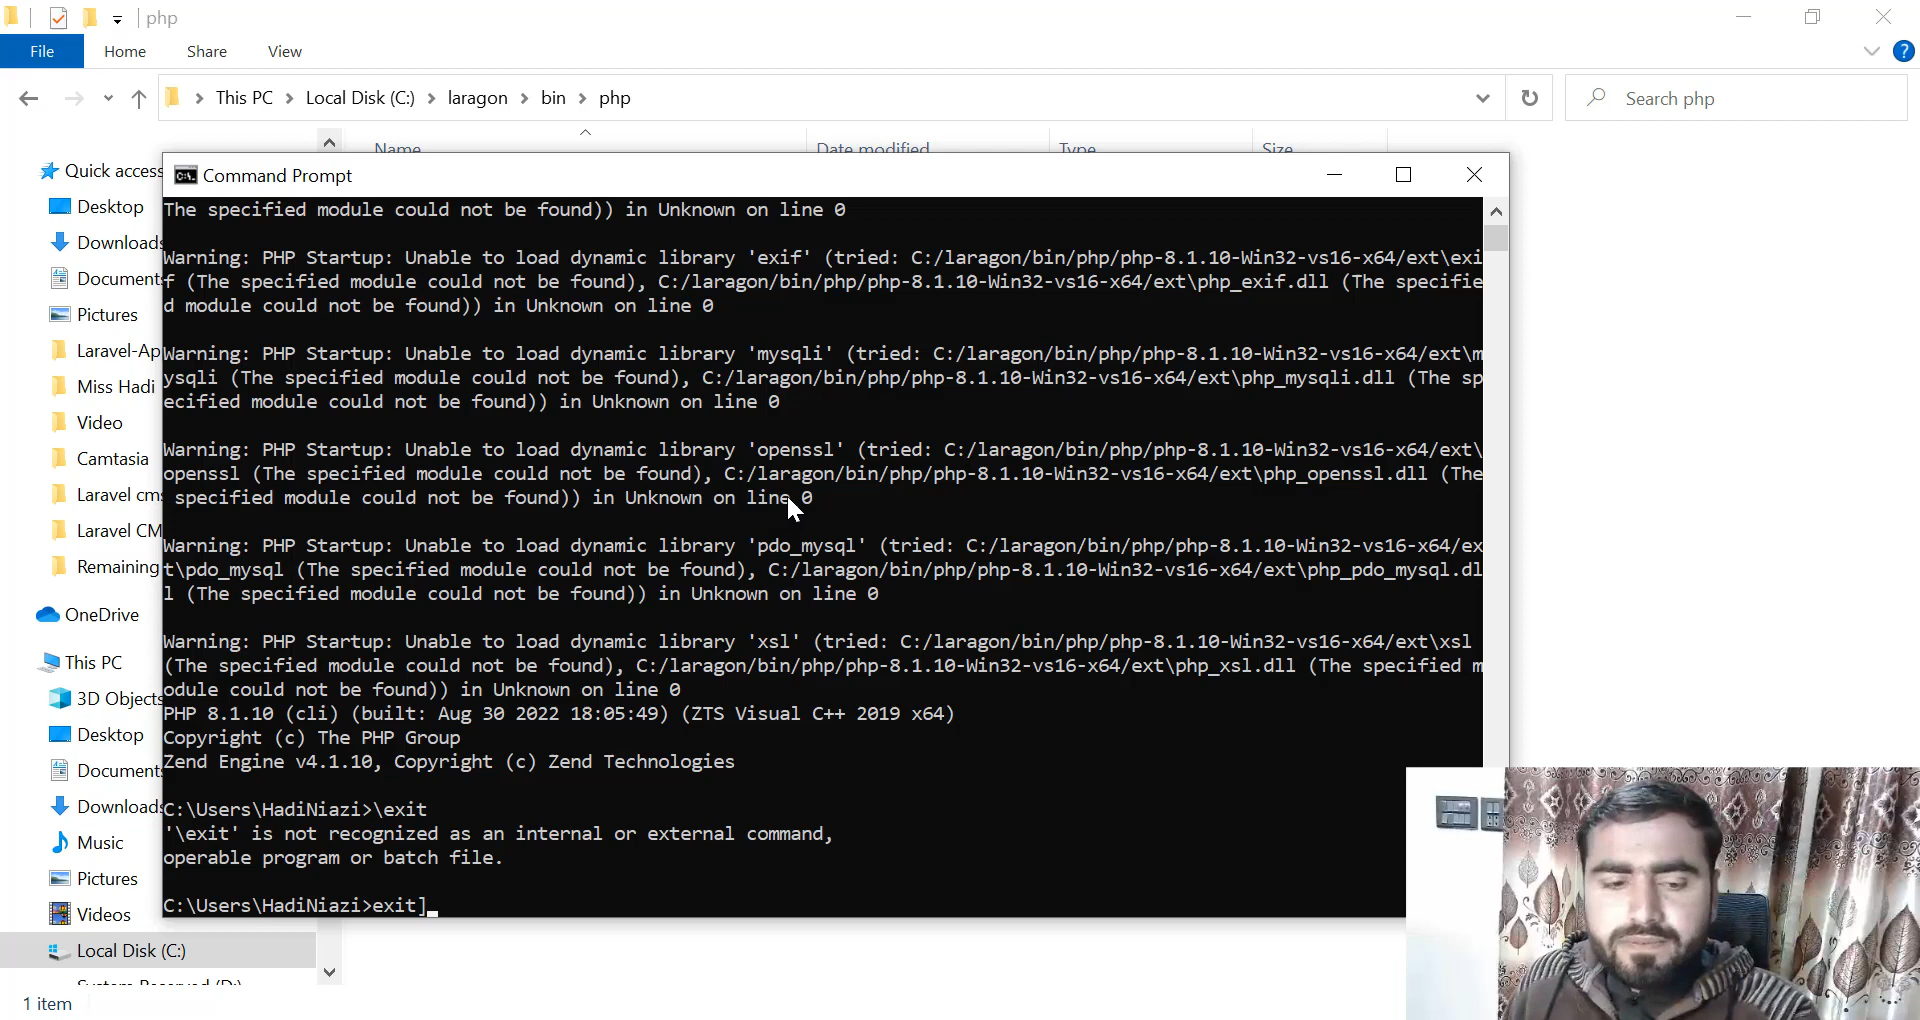 php
File Home Share View
This PC Local Disk (C:) laragon bin php
Search php
Name Date modified Type Size
Quick access
Desktop
Downloads
Document
Pictures
Laravel-Ap
Miss Hadi
Video
Camtasia
Laravel cms
Laravel CM
Remaining
OneDrive
This PC
3D Objects
Desktop
Document
Downloads
Music
Pictures
Videos
Local Disk (C:)
System Reserved (D:)
1 item
Command Prompt
The specified module could not be found)) in Unknown on line 0
Warning: PHP Startup: Unable to load dynamic library 'exif' (tried: C:/laragon/bin/php/php-8.1.10-Win32-vs16-x64/ext\exi
f (The specified module could not be found), C:/laragon/bin/php/php-8.1.10-Win32-vs16-x64/ext\php_exif.dll (The specifie
d module could not be found)) in Unknown on line 0
Warning: PHP Startup: Unable to load dynamic library 'mysqli' (tried: C:/laragon/bin/php/php-8.1.10-Win32-vs16-x64/ext\m
ysqli (The specified module could not be found), C:/laragon/bin/php/php-8.1.10-Win32-vs16-x64/ext\php_mysqli.dll (The sp
ecified module could not be found)) in Unknown on line 0
Warning: PHP Startup: Unable to load dynamic library 'openssl' (tried: C:/laragon/bin/php/php-8.1.10-Win32-vs16-x64/ext\
openssl (The specified module could not be found), C:/laragon/bin/php/php-8.1.10-Win32-vs16-x64/ext\php_openssl.dll (The
specified module could not be found)) in Unknown on line 0
Warning: PHP Startup: Unable to load dynamic library 'pdo_mysql' (tried: C:/laragon/bin/php/php-8.1.10-Win32-vs16-x64/ex
t\pdo_mysql (The specified module could not be found), C:/laragon/bin/php/php-8.1.10-Win32-vs16-x64/ext\php_pdo_mysql.dl
l (The specified module could not be found)) in Unknown on line 0
Warning: PHP Startup: Unable to load dynamic library 'xsl' (tried: C:/laragon/bin/php/php-8.1.10-Win32-vs16-x64/ext\xsl
(The specified module could not be found), C:/laragon/bin/php/php-8.1.10-Win32-vs16-x64/ext\php_xsl.dll (The specified m
odule could not be found)) in Unknown on line 0
PHP 8.1.10 (cli) (built: Aug 30 2022 18:05:49) (ZTS Visual C++ 2019 x64)
Copyright (c) The PHP Group
Zend Engine v4.1.10, Copyright (c) Zend Technologies
C:\Users\HadiNiazi>\exit
'\exit' is not recognized as an internal or external command,
operable program or batch file.
C:\Users\HadiNiazi>exit]